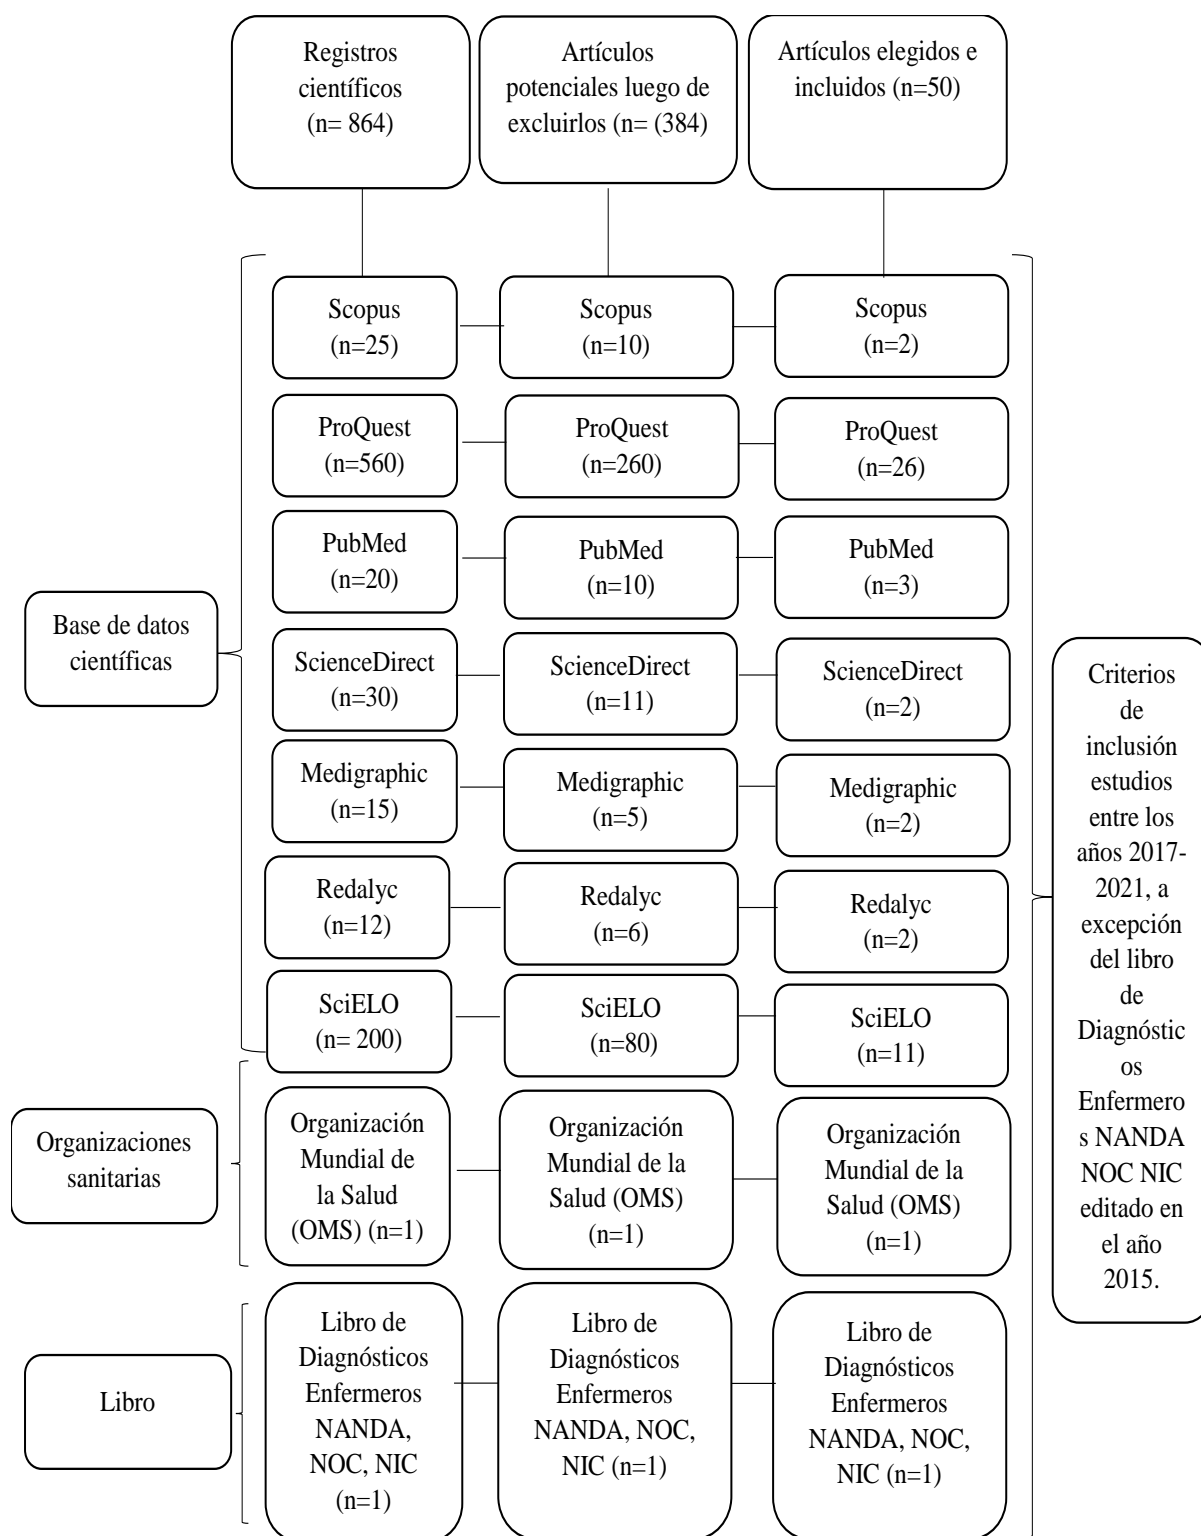 Registros
científicos
(n= 864)
Artículos
potenciales luego de
excluirlos (n= (384)
Artículos elegidos e
incluidos (n=50)
Scopus
(n=25)
Scopus
(n=10)
Scopus
(n=2)
ProQuest
(n=560)
ProQuest
(n=260)
ProQuest
(n=26)
PubMed
(n=20)
PubMed
(n=10)
PubMed
(n=3)
Base de datos
científicas
ScienceDirect
(n=30)
ScienceDirect
(n=11)
ScienceDirect
(n=2)
Medigraphic
(n=15)
Medigraphic
(n=5)
Medigraphic
(n=2)
Redalyc
(n=12)
Redalyc
(n=6)
Redalyc
(n=2)
SciELO
(n= 200)
SciELO
(n=80)
SciELO
(n=11)
Criterios
de
inclusión
estudios
entre los
años 2017-
2021, a
excepción
del libro
de
Diagnóstic
os
Enfermero
s NANDA
NOC NIC
editado en
el año
2015.
Organizaciones
sanitarias
Organización
Mundial de
la Salud
(OMS) (n=1)
Organización
Mundial de la
Salud (OMS)
(n=1)
Organización
Mundial de la
Salud (OMS)
(n=1)
Libro
Libro de
Diagnósticos
Enfermeros
NANDA,
NOC, NIC
(n=1)
Libro de
Diagnósticos
Enfermeros
NANDA, NOC,
NIC (n=1)
Libro de
Diagnósticos
Enfermeros
NANDA, NOC,
NIC (n=1)